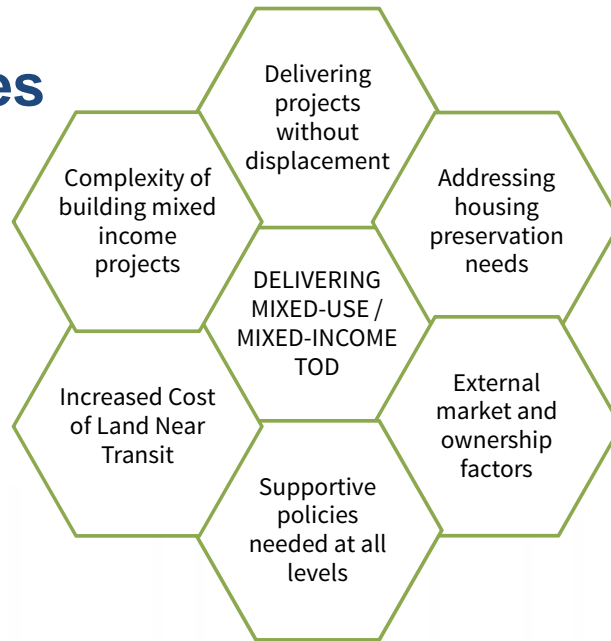 es
Delivering
projects
without
displacement
Complexity of
building mixed
income
projects
Addressing
housing
preservation
needs
DELIVERING
MIXED-USE /
MIXED-INCOME
TOD
Increased Cost
of Land Near
Transit
External
market and
ownership
factors
Supportive
policies
needed at all
levels